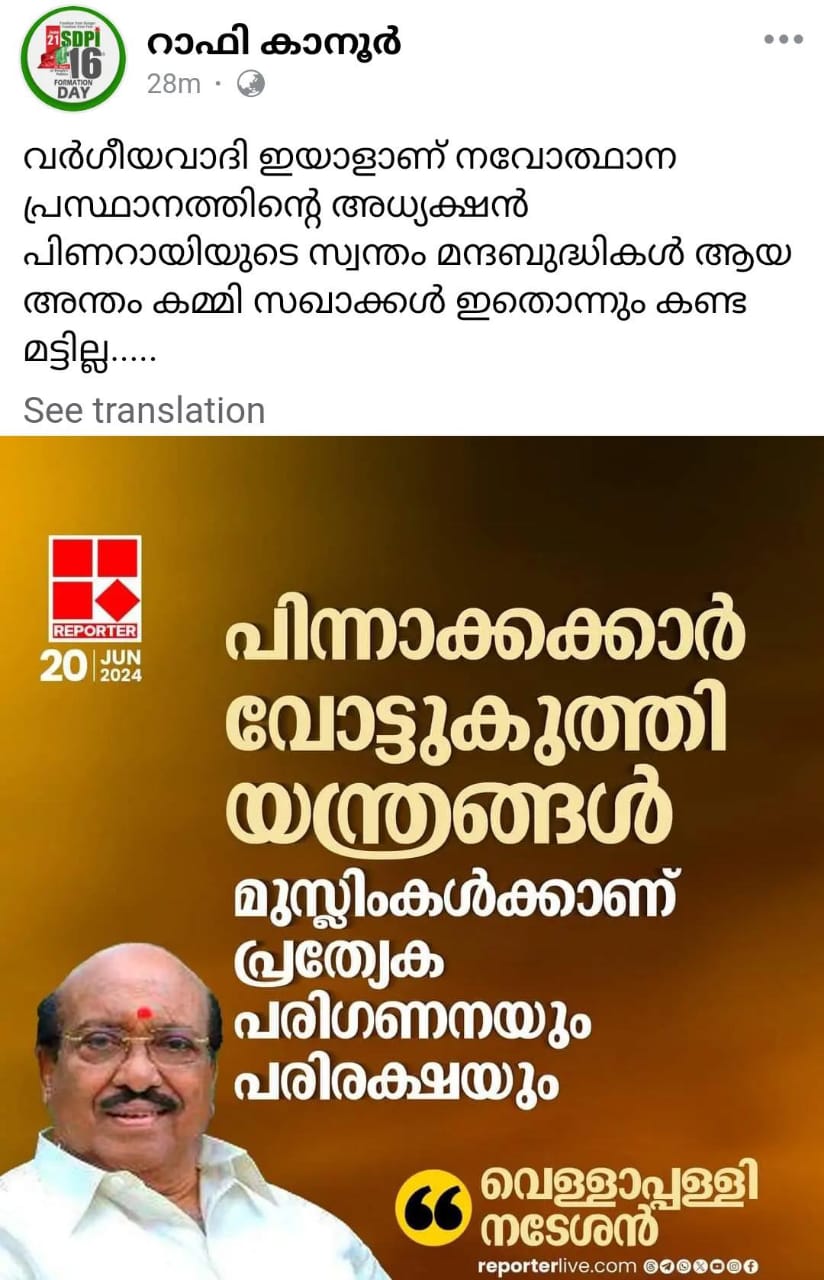 21 SDPI
16
FORMATION
DAY
റാഫി കാനൂർ
28m ·
വർഗീയവാദി ഇയാളാണ് നവോത്ഥാന
പ്രസ്ഥാനത്തിന്റെ അധ്യക്ഷൻ
പിണറായിയുടെ സ്വന്തം മന്ദബുദ്ധികൾ ആയ
അന്തം കമ്മി സഖാക്കൾ ഇതൊന്നും കണ്ട
മട്ടില്ല.....
See translation
REPORTER
20 | JUN
2024
പിന്നാക്കക്കാർ
വോട്ടുകുത്തി
യന്ത്രങ്ങൾ
മുസ്ലിംകൾക്കാണ്
പ്രത്യേക
പരിഗണനയും
പരിരക്ഷയും
വെള്ളാപ്പള്ളി
നടേശൻ
reporterlive.com